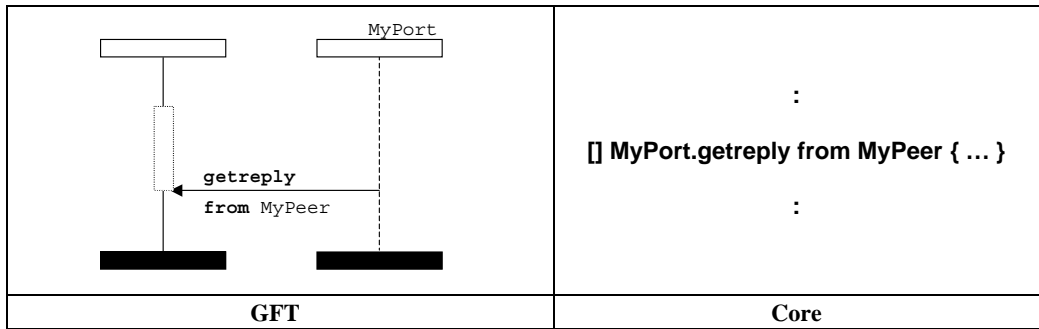 MyPort
getreply
from MyPeer
:
[] MyPort.getreply from MyPeer { … }
:
GFT
Core